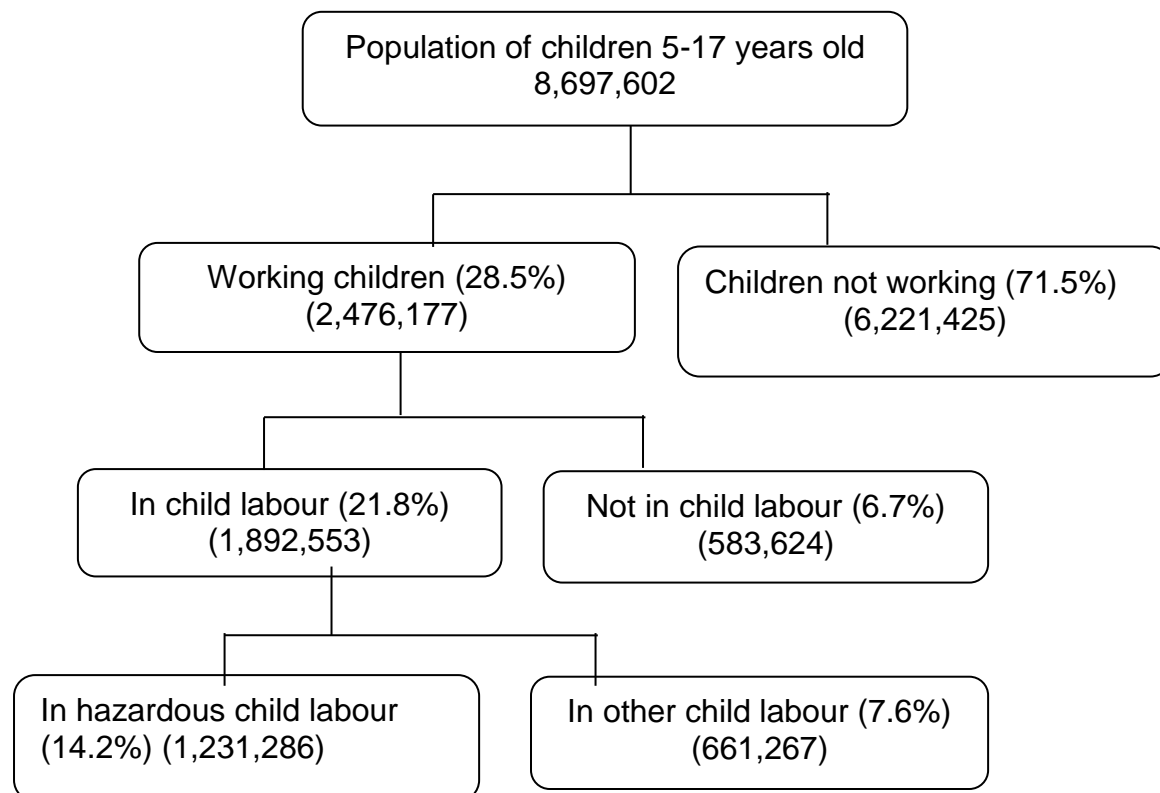 Population of children 5-17 years old
8,697,602
Working children (28.5%)
(2,476,177)
Children not working (71.5%)
(6,221,425)
In child labour (21.8%)
(1,892,553)
Not in child labour (6.7%)
(583,624)
In hazardous child labour
(14.2%) (1,231,286)
In other child labour (7.6%)
(661,267)